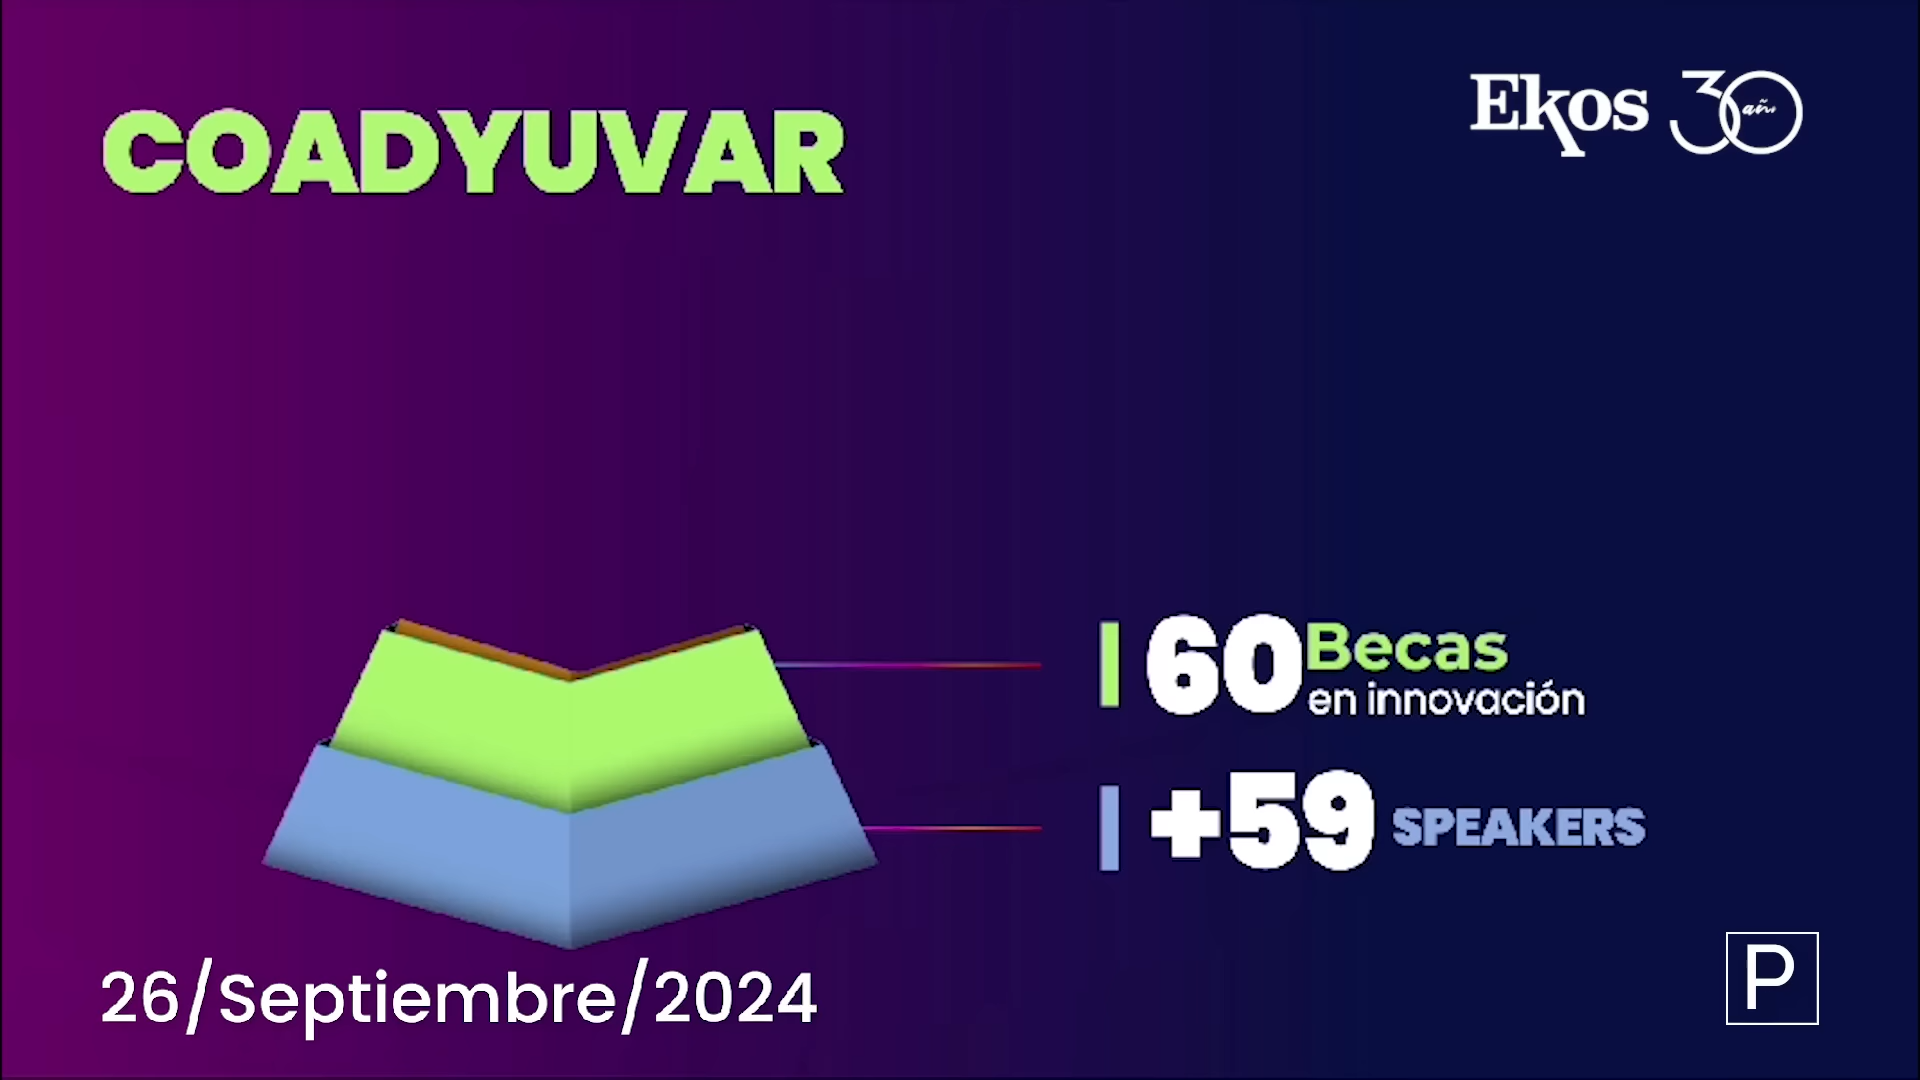 COADYUVAR
Ekos 30
60 Becas
en innovación
+59 SPEAKERS
26/Septiembre/2024
P